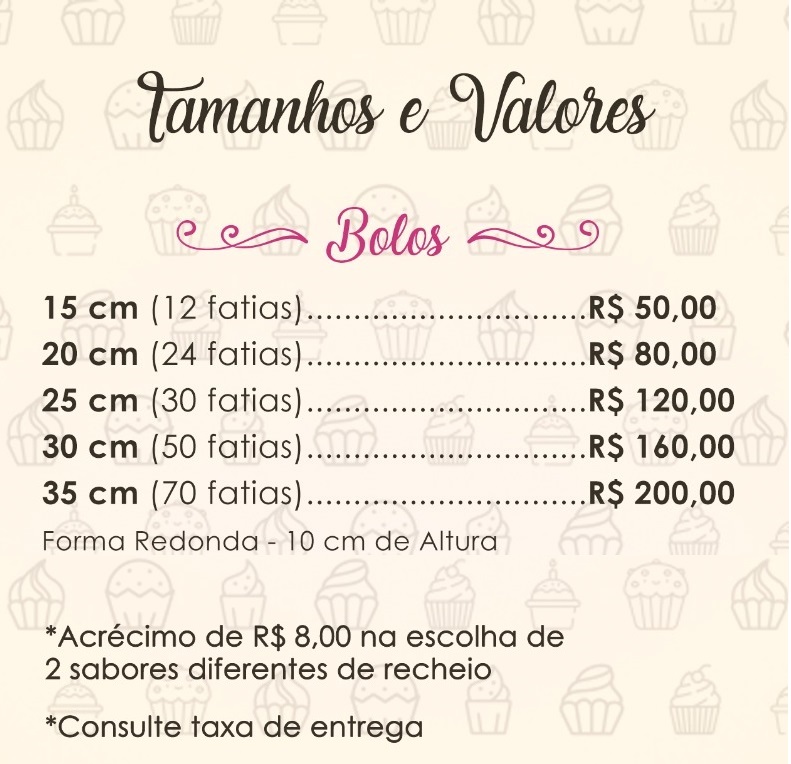 Tamanhos e Valores
Bolos
15 cm (12 fatias)..............................R$ 50,00
20 cm (24 fatias)..............................R$ 80,00
25 cm (30 fatias)..............................R$ 120,00
30 cm (50 fatias)..............................R$ 160,00
35 cm (70 fatias)..............................R$ 200,00
Forma Redonda - 10 cm de Altura
*Acrécimo de R$ 8,00 na escolha de
2 sabores diferentes de recheio
*Consulte taxa de entrega